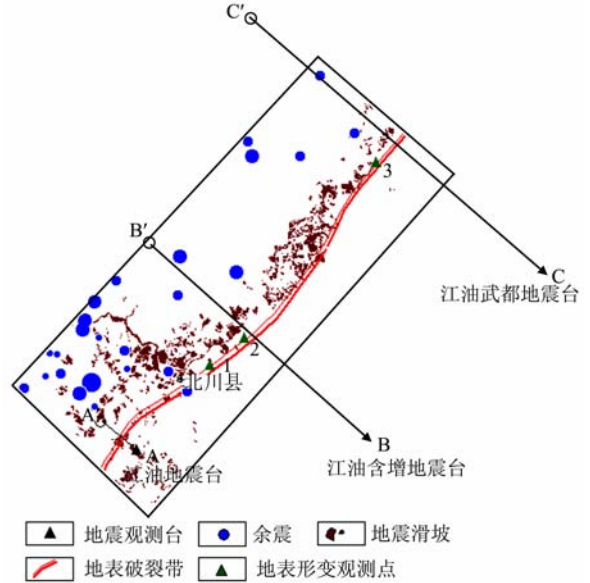 C′
3
B′
C
江油武都地震台
2
1
北川县
A′
A
江油地震台
B
江油含增地震台
地震观测台
余震
地震滑坡
地表破裂带
地表形变观测点